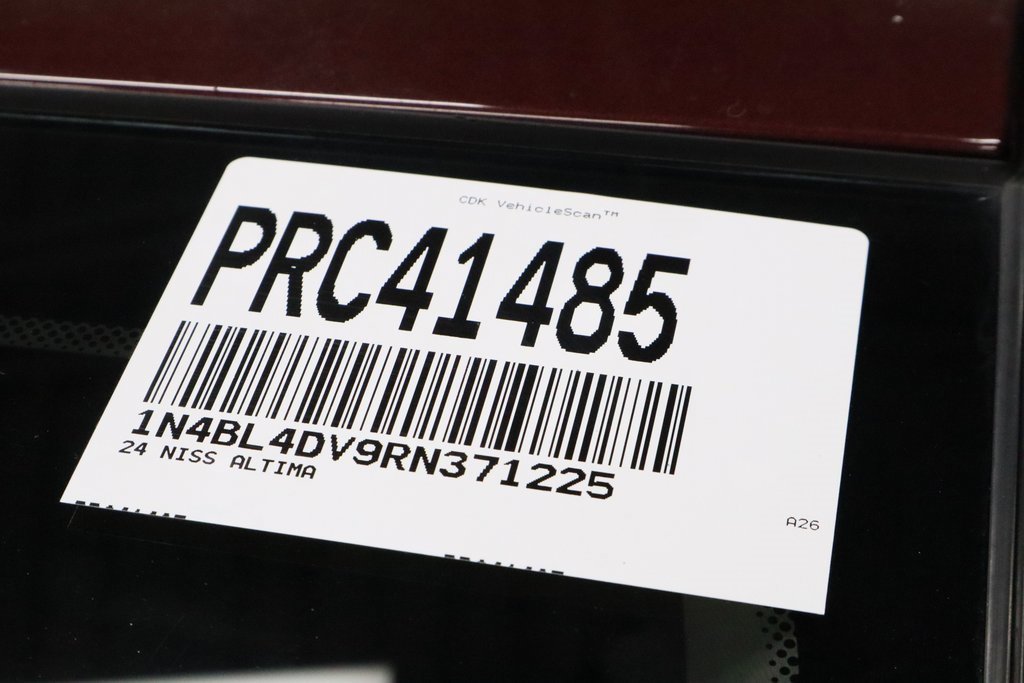 CDK VehicleScan™
PRC41485
1N4BL4DV9RN371225
24 NISS ALTIMA
A26